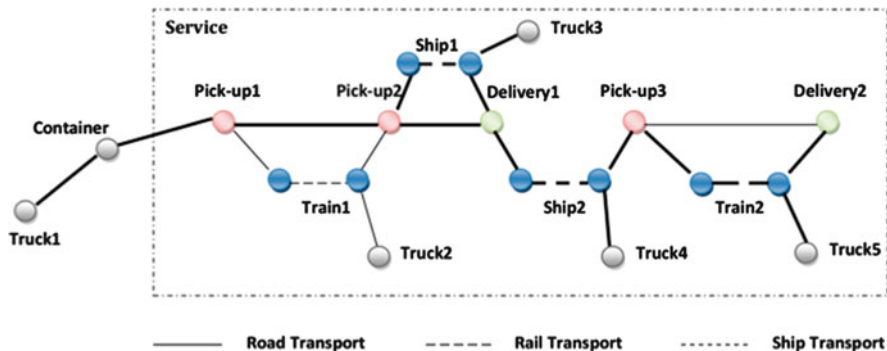 Service
Ship1
Truck3
Pick-up1
Pick-up2
Delivery1
Pick-up3
Delivery2
Container
Truck1
Train1
Ship2
Train2
Truck2
Truck4
Truck5
Road Transport
Rail Transport
Ship Transport